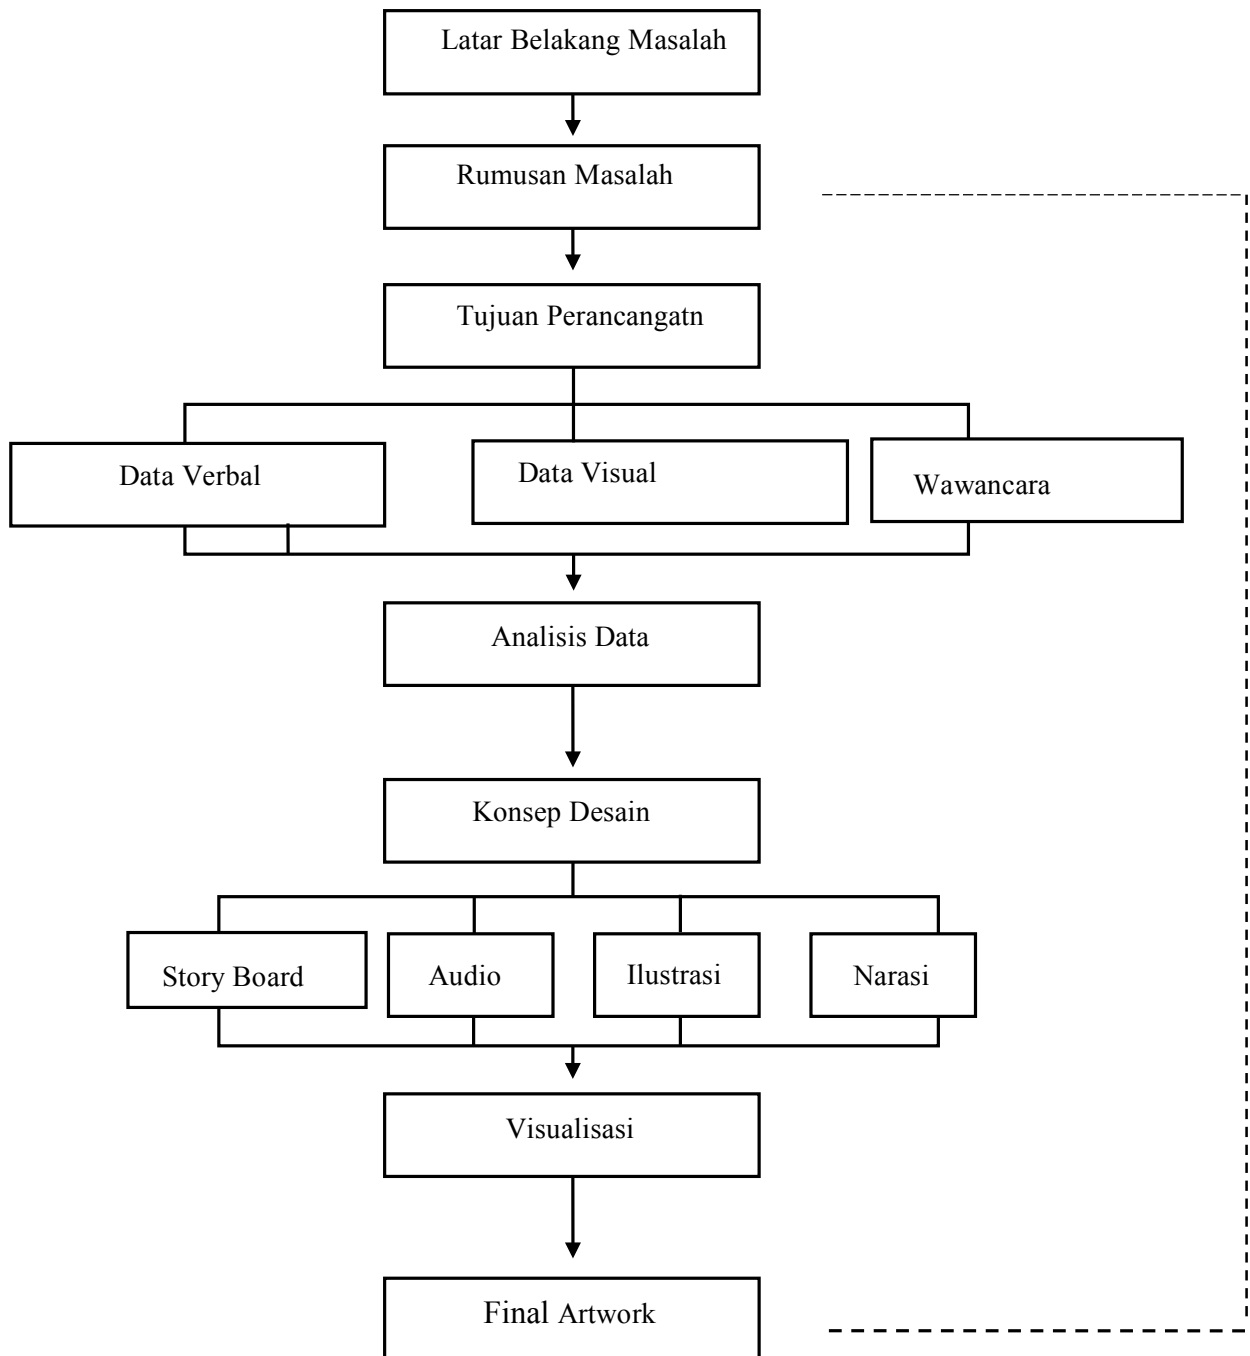 Latar Belakang Masalah
Rumusan Masalah
Tujuan Perancangatn
Data Verbal
Data Visual
Wawancara
Analisis Data
Konsep Desain
Story Board
Audio
Ilustrasi
Narasi
Visualisasi
Final Artwork